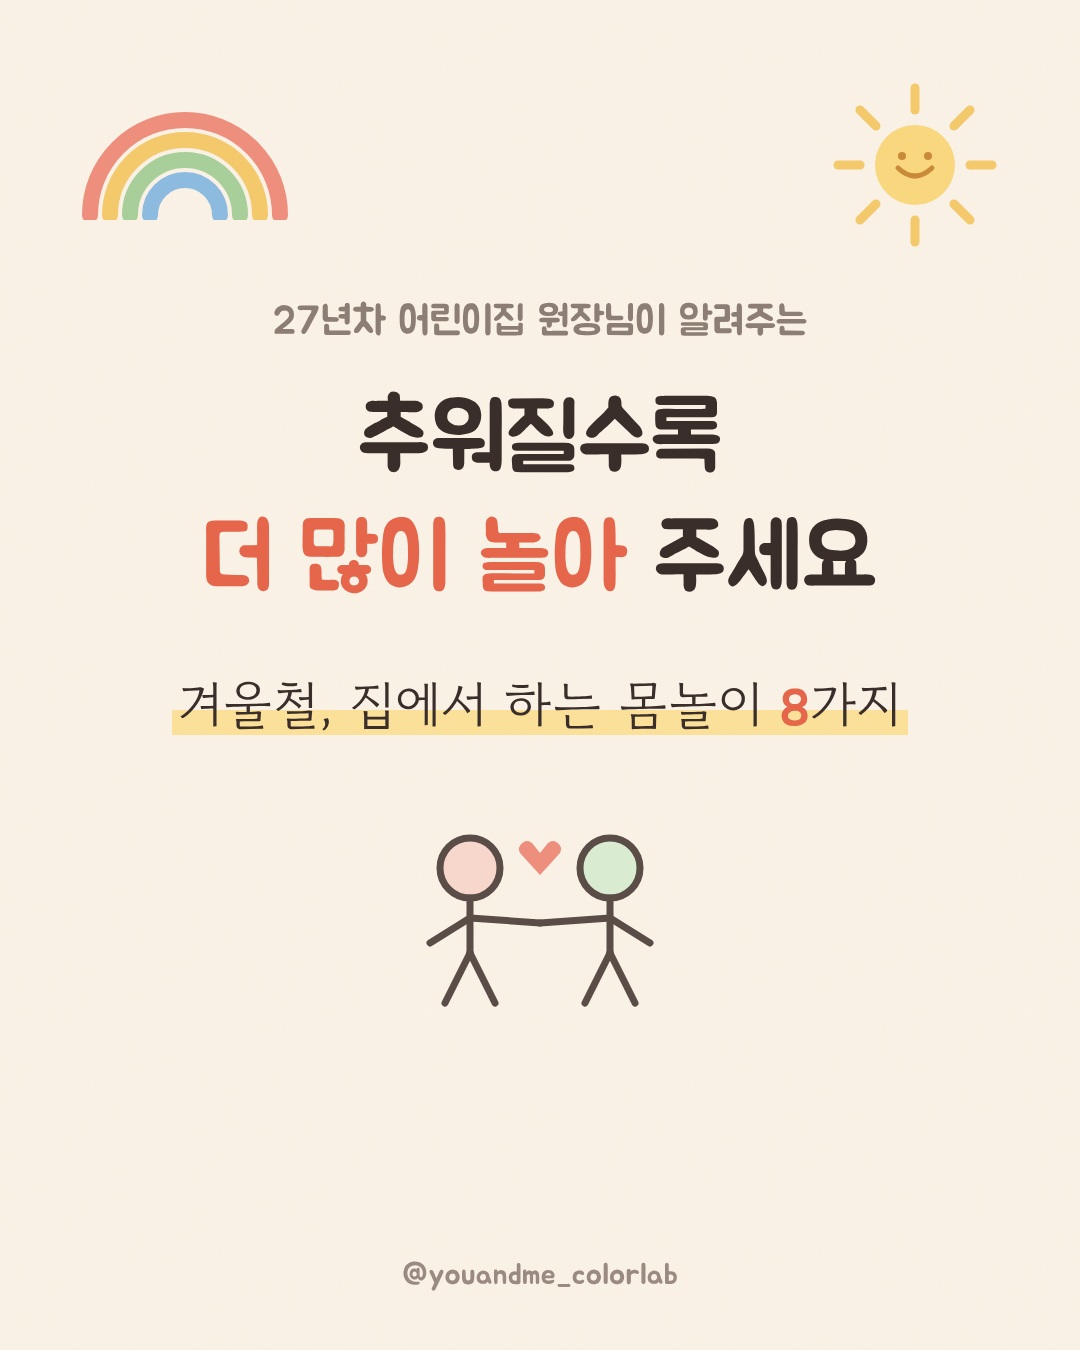 27년차 어린이집 원장님이 알려주는
추워질수록
더 많이 놀아 주세요
겨울철, 집에서 하는 몸놀이 8가지
@youandme_colorlab